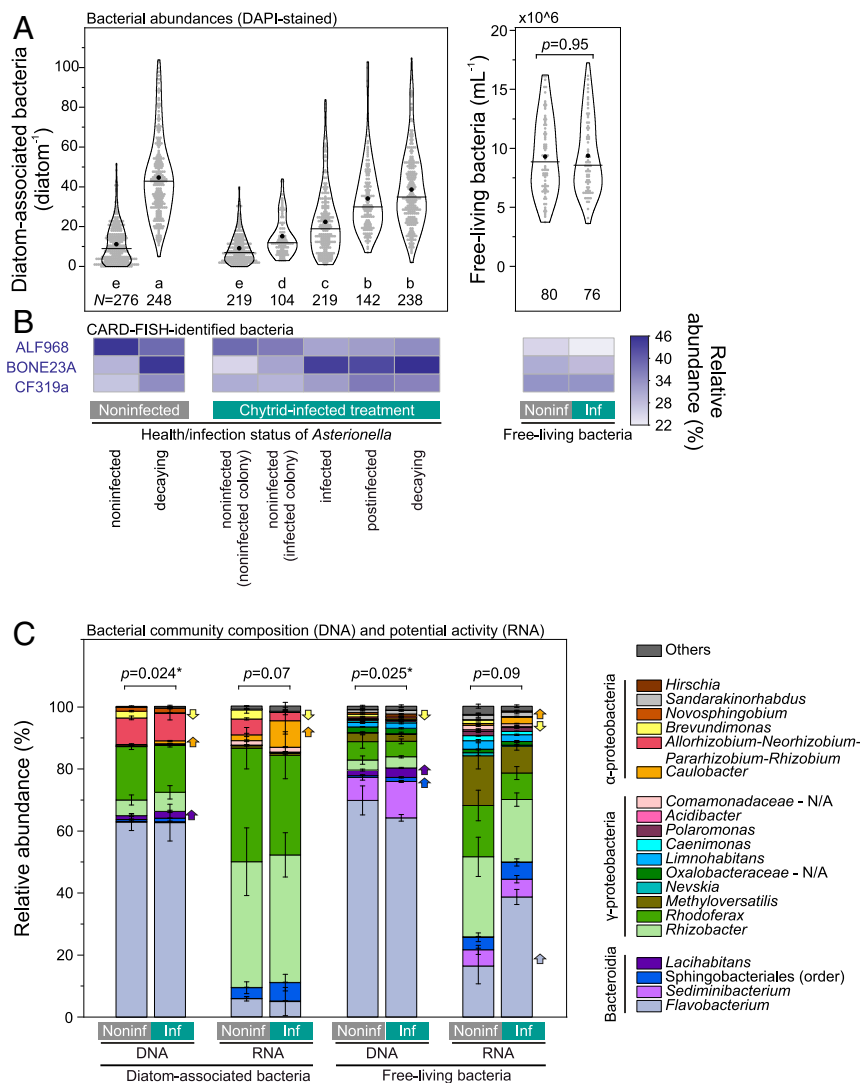 A
Bacterial abundances (DAPI-stained)
Diatom-associated bacteria
(diatom⁻¹)
100
80
60
40
20
0
e a e d c b b
N=276 248 219 104 219 142 238
x10^6
Free-living bacteria (mL⁻¹)
20
15
10
5
0
p=0.95
80 76
B
CARD-FISH-identified bacteria
ALF968
BONE23A
CF319a
Noninfected
Chytrid-infected treatment
Noninf Inf
Health/infection status of Asterionella
Free-living bacteria
46
40
34
28
22
Relative
abundance (%)
noninfected
decaying
noninfected
(noninfected colony)
noninfected
(infected colony)
infected
postinfected
decaying
C
Bacterial community composition (DNA) and potential activity (RNA)
Relative abundance (%)
100
80
60
40
20
0
p=0.024*
p=0.07
p=0.025*
p=0.09
Noninf Inf Noninf Inf Noninf Inf Noninf Inf
DNA RNA DNA RNA
Diatom-associated bacteria Free-living bacteria
Others
α-proteobacteria
Hirschia
Sandarakinorhabdus
Novosphingobium
Brevundimonas
Allorhizobium-Neorhizobium-
Pararhizobium-Rhizobium
Caulobacter
γ-proteobacteria
Comamonadaceae - N/A
Acidibacter
Polaromonas
Caenimonas
Limnohabitans
Oxalobacteraceae - N/A
Nevskia
Methyloversatilis
Rhodoferax
Rhizobacter
Bacteroidia
Lacihabitans
Sphingobacteriales (order)
Sediminibacterium
Flavobacterium